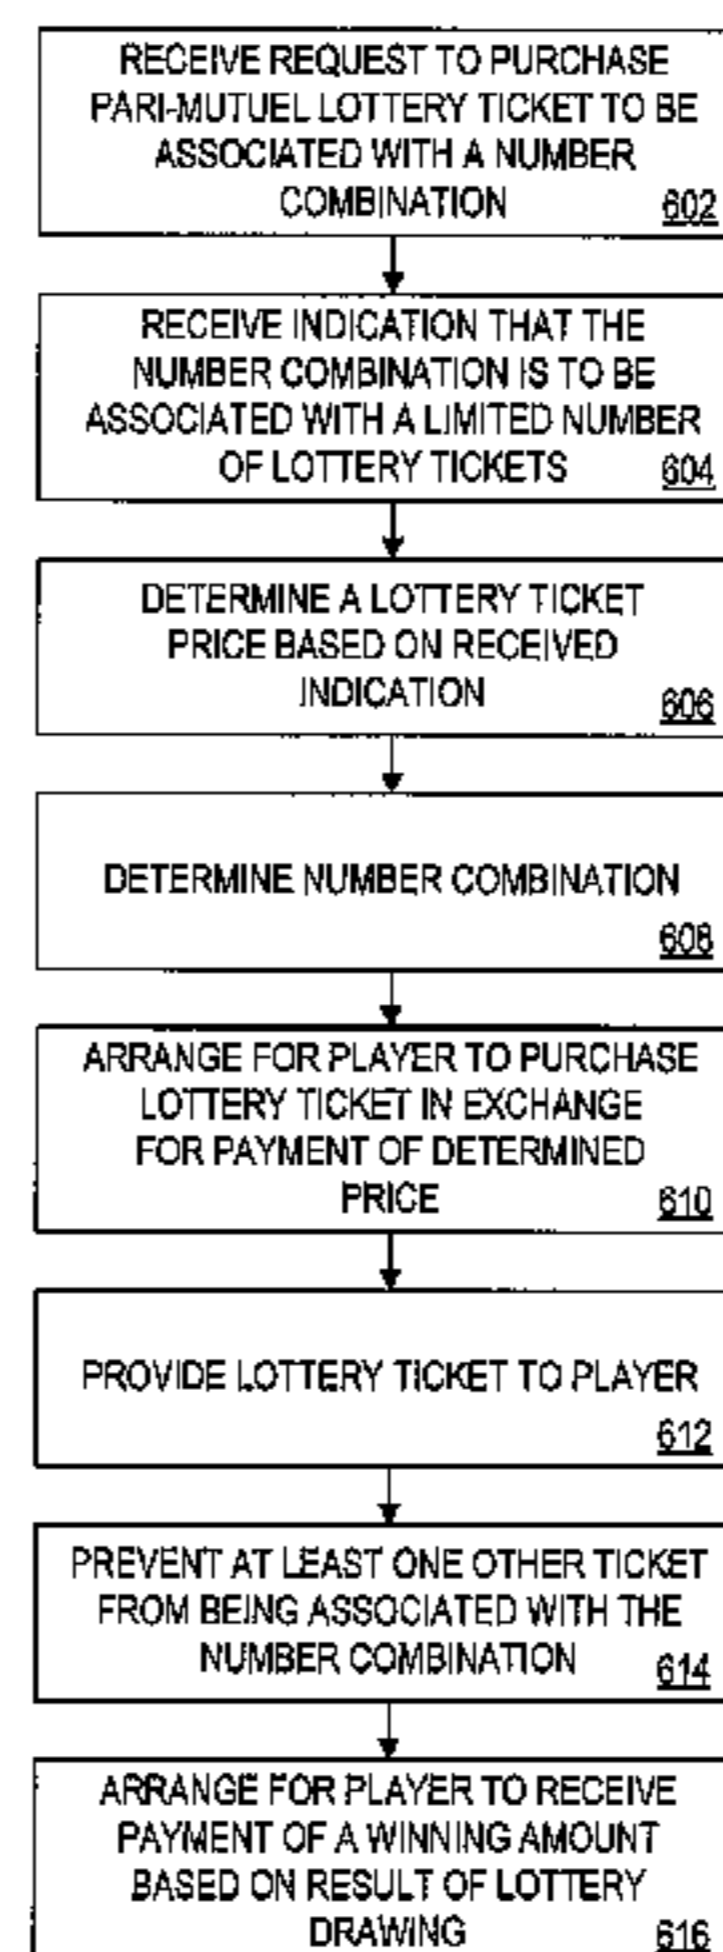 RECEIVE REQUEST TO PURCHASE
PARI-MUTUEL LOTTERY TICKET TO BE
ASSOCIATED WITH A NUMBER
COMBINATION 602
RECEIVE INDICATION THAT THE
NUMBER COMBINATION IS TO BE
ASSOCIATED WITH A LIMITED NUMBER
OF LOTTERY TICKETS 604
DETERMINE A LOTTERY TICKET
PRICE BASED ON RECEIVED
INDICATION 606
DETERMINE NUMBER COMBINATION
608
ARRANGE FOR PLAYER TO PURCHASE
LOTTERY TICKET IN EXCHANGE
FOR PAYMENT OF DETERMINED
PRICE 610
PROVIDE LOTTERY TICKET TO PLAYER
612
PREVENT AT LEAST ONE OTHER TICKET
FROM BEING ASSOCIATED WITH THE
NUMBER COMBINATION 614
ARRANGE FOR PLAYER TO RECEIVE
PAYMENT OF A WINNING AMOUNT
BASED ON RESULT OF LOTTERY
DRAWING 616